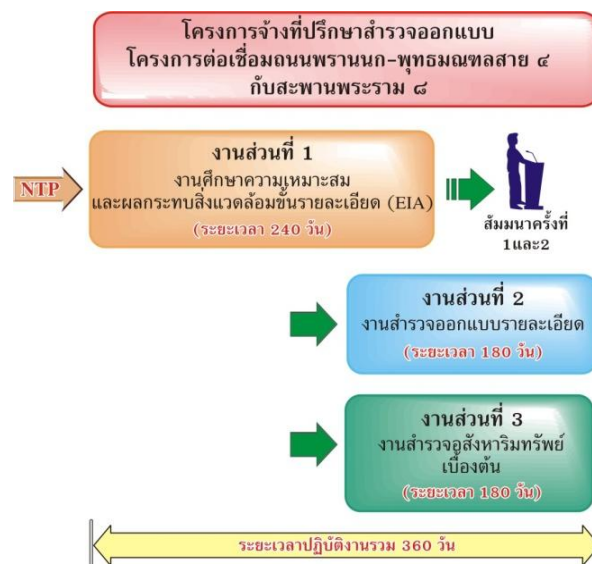 โครงการจ้างที่ปรึกษาสำรวจออกแบบ
โครงการต่อเชื่อมถนนพรานนก-พุทธมณฑลสาย ๔
กับสะพานพระราม ๘
งานส่วนที่ 1
งานศึกษาความเหมาะสม
และผลกระทบสิ่งแวดล้อมขั้นรายละเอียด (EIA)
(ระยะเวลา 240 วัน)
NTP
สัมมนาครั้งที่
1และ2
งานส่วนที่ 2
งานสำรวจออกแบบรายละเอียด
(ระยะเวลา 180 วัน)
งานส่วนที่ 3
งานสำรวจอสังหาริมทรัพย์
เบื้องต้น
(ระยะเวลา 180 วัน)
ระยะเวลาปฏิบัติงานรวม 360 วัน